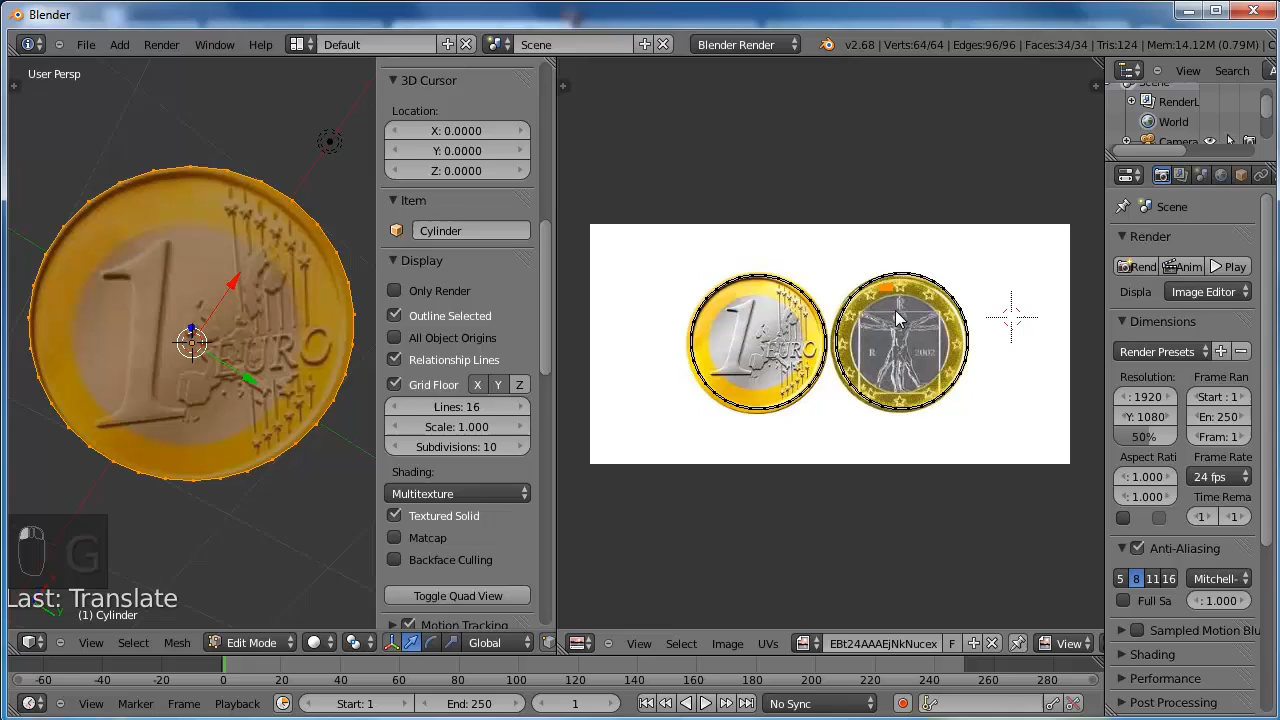 Blender
File Add Render Window Help Default Scene Blender Render v2.68 | Verts:64/64 | Edges:96/96 | Faces:34/34 | Tris:124 | Mem:14.12M (0.79M) | C
User Persp
View Search
Scene
RenderL
World
Camera
3D Cursor
Location:
X: 0.0000
Y: 0.0000
Z: 0.0000
Item
Cylinder
Display
Only Render
Outline Selected
All Object Origins
Relationship Lines
Grid Floor X Y Z
Lines: 16
Scale: 1.000
Subdivisions: 10
Shading:
Multitexture
Textured Solid
Matcap
Backface Culling
Toggle Quad View
Motion Tracking
1 EURO
1 EURO
R
R 2002
G
Last: Translate
(1) Cylinder
Scene
Render
Rend Anim Play
Displa Image Editor
Dimensions
Render Presets
Resolution: Frame Ran
: 1920 Start : 1
Y: 1080 En: 250
50% Fram: 1
Aspect Rati Frame Rate
: 1.000 24 fps
: 1.000 Time Rema
1 1
Anti-Aliasing
5 8 11 16 Mitchell-
Full Sa : 1.000
Sampled Motion Blu
Shading
Performance
Post Processing
View Select Mesh Edit Mode Global
View Select Image UVs EBt24AAAEjNkNucex F View
-60 -40 -20 0 20 40 60 80 100 120 140 160 180 200 220 240 260 280
View Marker Frame Playback Start: 1 End: 250 1 No Sync